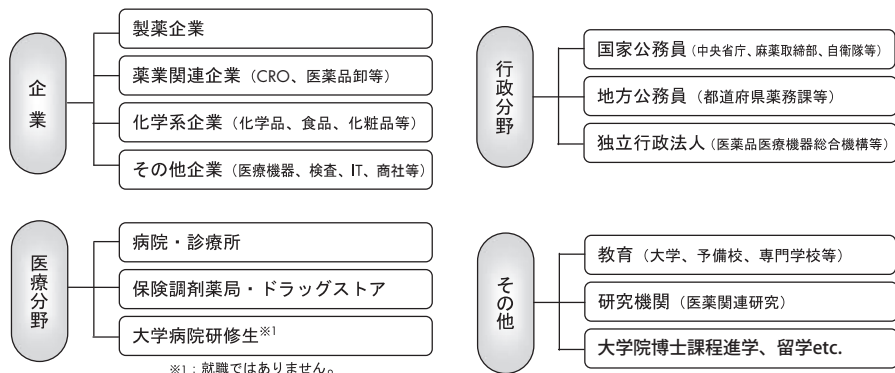 企業
製薬企業
薬業関連企業（CRO、医薬品卸等）
化学系企業（化学品、食品、化粧品等）
その他企業（医療機器、検査、IT、商社等）
行政分野
国家公務員（中央省庁、麻薬取締部、自衛隊等）
地方公務員（都道府県薬務課等）
独立行政法人（医薬品医療機器総合機構等）
医療分野
病院・診療所
保険調剤薬局・ドラッグストア
大学病院研修生※1
※1：就職ではありません。
その他
教育（大学、予備校、専門学校等）
研究機関（医薬関連研究）
大学院博士課程進学、留学etc.